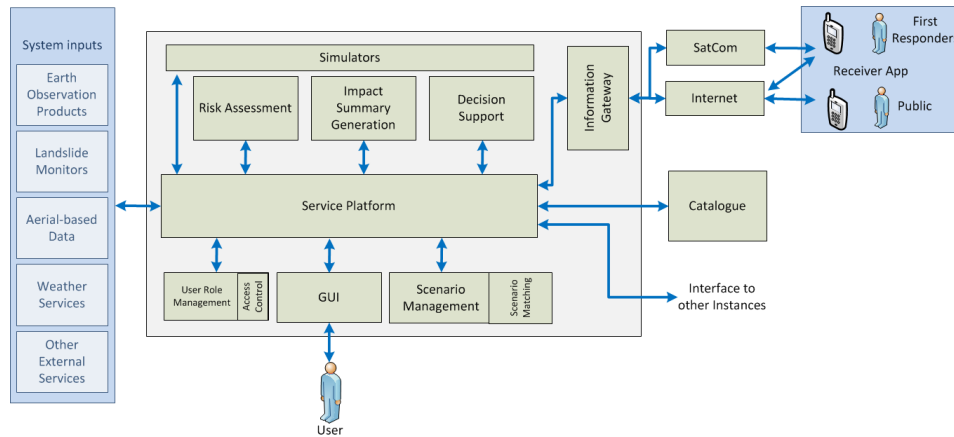 System inputs
Earth
Observation
Products
Landslide
Monitors
Aerial-based
Data
Weather
Services
Other
External
Services
Simulators
Risk Assessment
Impact
Summary
Generation
Decision
Support
Information
Gateway
Service Platform
User Role
Management
Access
Control
GUI
Scenario
Management
Scenario
Matching
User
SatCom
Internet
First
Responder
Receiver App
Public
Catalogue
Interface to
other Instances